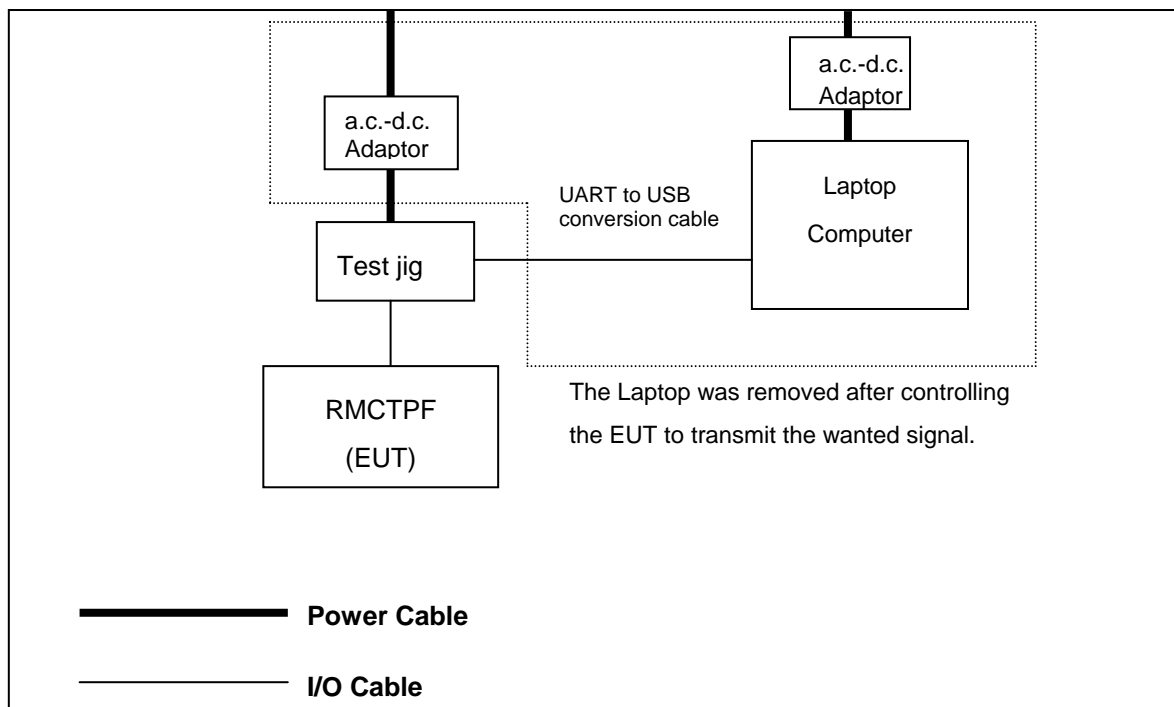 a.c.-d.c.
Adaptor
a.c.-d.c.
Adaptor
UART to USB
conversion cable
Laptop
Computer
Test jig
RMCTPF
(EUT)
The Laptop was removed after controlling
the EUT to transmit the wanted signal.
Power Cable
I/O Cable